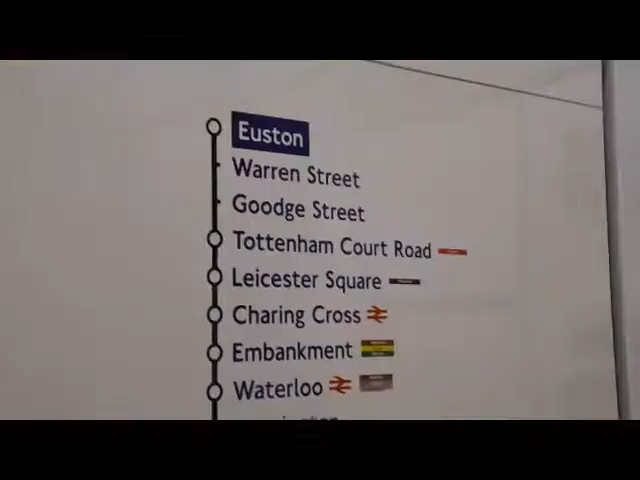 Euston
Warren Street
Goodge Street
Tottenham Court Road
Leicester Square
Charing Cross
Embankment
Waterloo